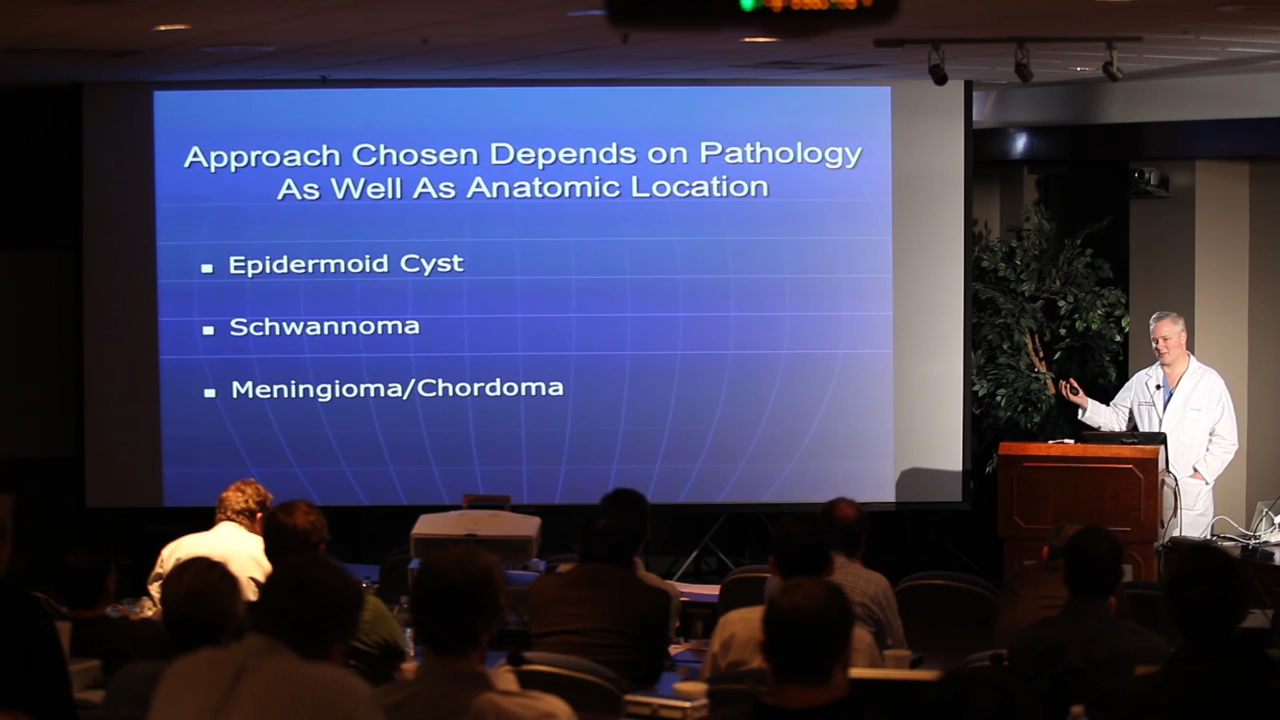 Approach Chosen Depends on Pathology
As Well As Anatomic Location
Epidermoid Cyst
Schwannoma
Meningioma/Chordoma